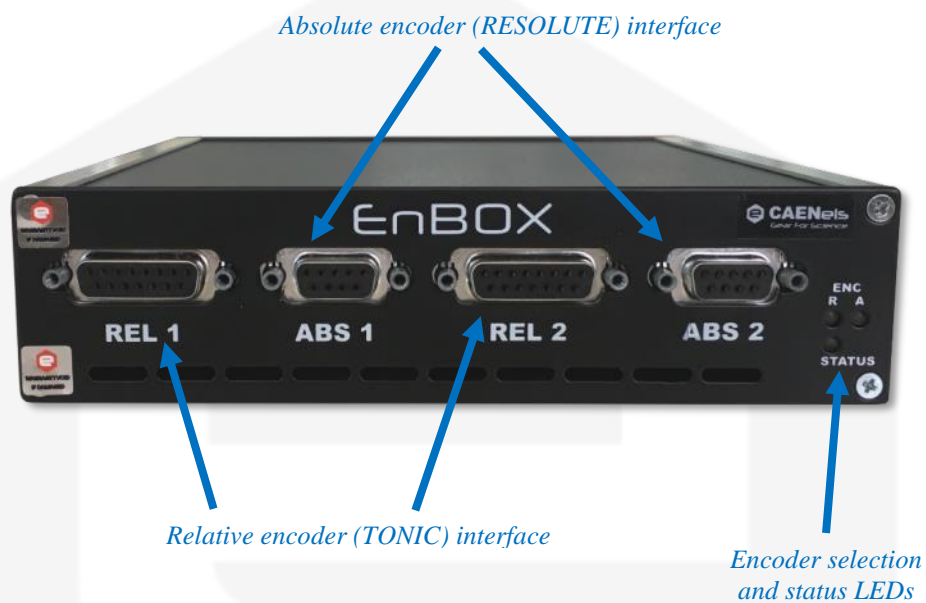 Absolute encoder (RESOLUTE) interface
EnBOX
CAENels
Gear For Science
ENC
R A
REL 1
ABS 1
REL 2
ABS 2
STATUS
Relative encoder (TONIC) interface
Encoder selection
and status LEDs